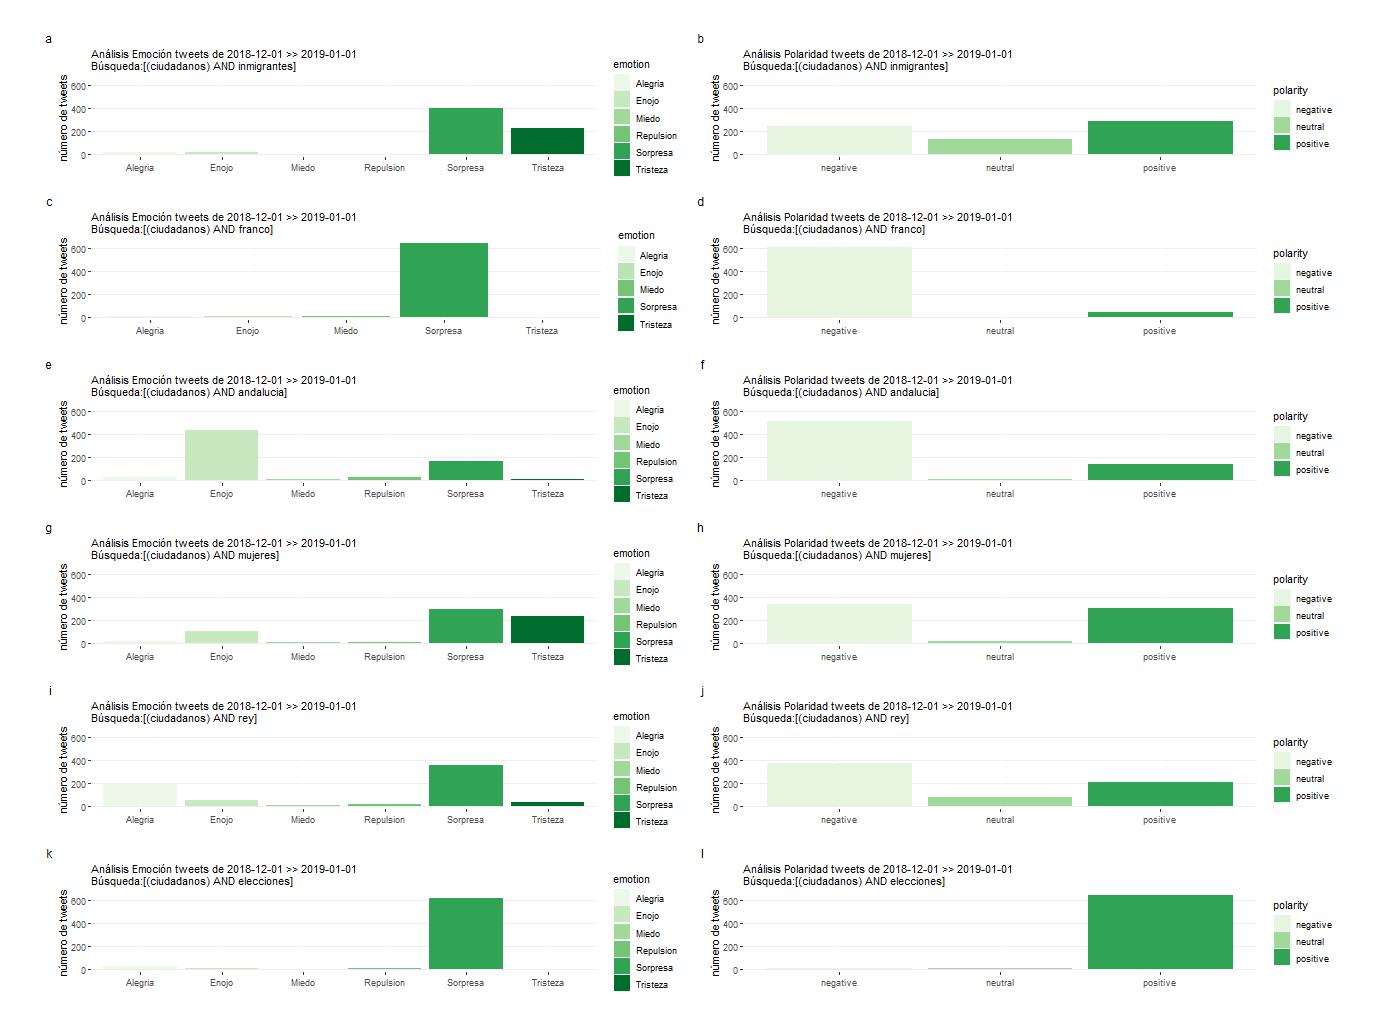 a
Análisis Emoción tweets de 2018-12-01 >> 2019-01-01
Búsqueda:[(ciudadanos) AND inmigrantes]
número de tweets
600
400
200
0
Alegria Enojo Miedo Repulsion Sorpresa Tristeza
emotion
Alegria
Enojo
Miedo
Repulsion
Sorpresa
Tristeza
b
Análisis Polaridad tweets de 2018-12-01 >> 2019-01-01
Búsqueda:[(ciudadanos) AND inmigrantes]
número de tweets
600
400
200
0
negative neutral positive
polarity
negative
neutral
positive
c
Análisis Emoción tweets de 2018-12-01 >> 2019-01-01
Búsqueda:[(ciudadanos) AND franco]
número de tweets
600
400
200
0
Alegria Enojo Miedo Sorpresa Tristeza
emotion
Alegria
Enojo
Miedo
Sorpresa
Tristeza
d
Análisis Polaridad tweets de 2018-12-01 >> 2019-01-01
Búsqueda:[(ciudadanos) AND franco]
número de tweets
600
400
200
0
negative neutral positive
polarity
negative
neutral
positive
e
Análisis Emoción tweets de 2018-12-01 >> 2019-01-01
Búsqueda:[(ciudadanos) AND andalucia]
número de tweets
600
400
200
0
Alegria Enojo Miedo Repulsion Sorpresa Tristeza
emotion
Alegria
Enojo
Miedo
Repulsion
Sorpresa
Tristeza
f
Análisis Polaridad tweets de 2018-12-01 >> 2019-01-01
Búsqueda:[(ciudadanos) AND andalucia]
número de tweets
600
400
200
0
negative neutral positive
polarity
negative
neutral
positive
g
Análisis Emoción tweets de 2018-12-01 >> 2019-01-01
Búsqueda:[(ciudadanos) AND mujeres]
número de tweets
600
400
200
0
Alegria Enojo Miedo Repulsion Sorpresa Tristeza
emotion
Alegria
Enojo
Miedo
Repulsion
Sorpresa
Tristeza
h
Análisis Polaridad tweets de 2018-12-01 >> 2019-01-01
Búsqueda:[(ciudadanos) AND mujeres]
número de tweets
600
400
200
0
negative neutral positive
polarity
negative
neutral
positive
i
Análisis Emoción tweets de 2018-12-01 >> 2019-01-01
Búsqueda:[(ciudadanos) AND rey]
número de tweets
600
400
200
0
Alegria Enojo Miedo Repulsion Sorpresa Tristeza
emotion
Alegria
Enojo
Miedo
Repulsion
Sorpresa
Tristeza
j
Análisis Polaridad tweets de 2018-12-01 >> 2019-01-01
Búsqueda:[(ciudadanos) AND rey]
número de tweets
600
400
200
0
negative neutral positive
polarity
negative
neutral
positive
k
Análisis Emoción tweets de 2018-12-01 >> 2019-01-01
Búsqueda:[(ciudadanos) AND elecciones]
número de tweets
600
400
200
0
Alegria Enojo Miedo Repulsion Sorpresa Tristeza
emotion
Alegria
Enojo
Miedo
Repulsion
Sorpresa
Tristeza
l
Análisis Polaridad tweets de 2018-12-01 >> 2019-01-01
Búsqueda:[(ciudadanos) AND elecciones]
número de tweets
600
400
200
0
negative neutral positive
polarity
negative
neutral
positive